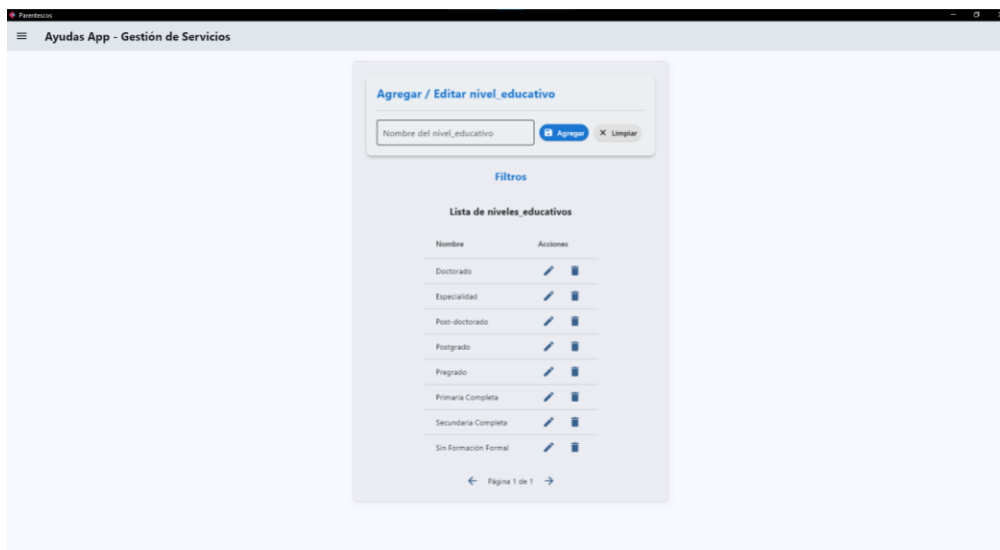 Parentescos
Ayudas App - Gestión de Servicios
Agregar / Editar nivel_educativo
Nombre del nivel_educativo Agregar Limpiar
Filtros
Lista de niveles_educativos
Nombre Acciones
Doctorado
Especialidad
Post-doctorado
Postgrado
Pregrado
Primaria Completa
Secundaria Completa
Sin Formación Formal
Página 1 de 1